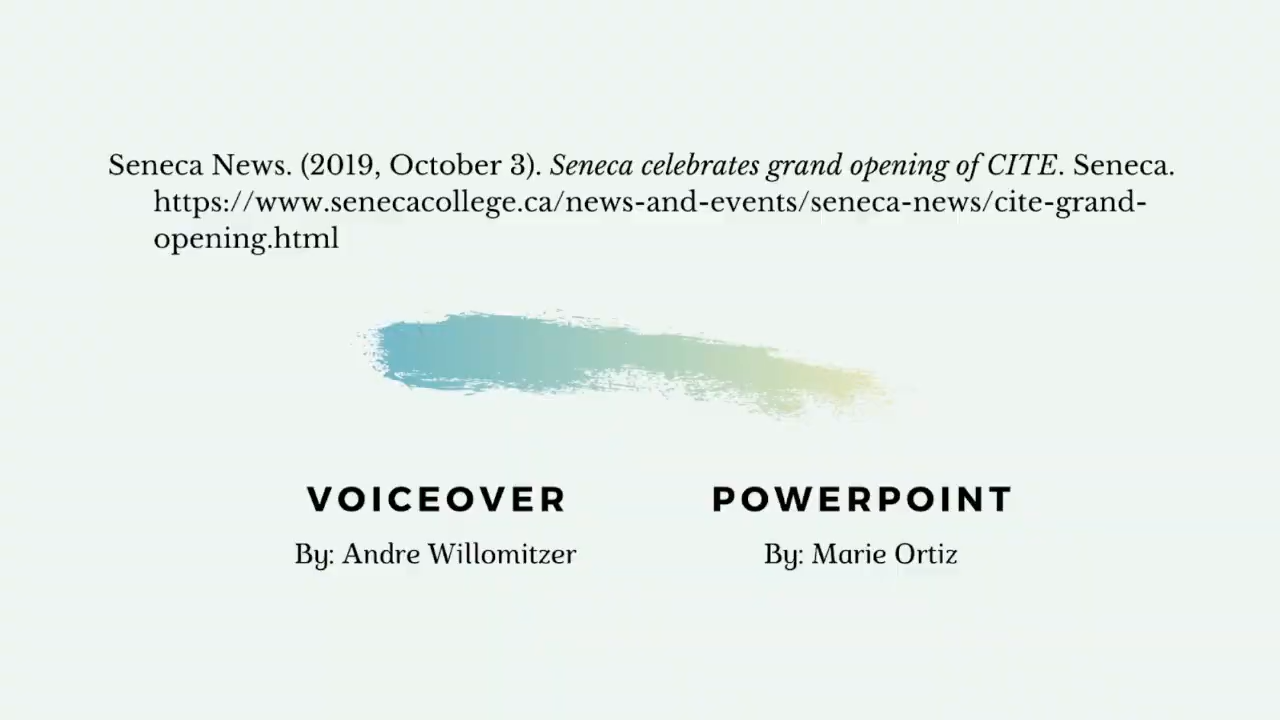 Seneca News. (2019, October 3). Seneca celebrates grand opening of CITE. Seneca.
https://www.senecacollege.ca/news-and-events/seneca-news/cite-grand-
opening.html
VOICEOVER
By: Andre Willomitzer
POWERPOINT
By: Marie Ortiz